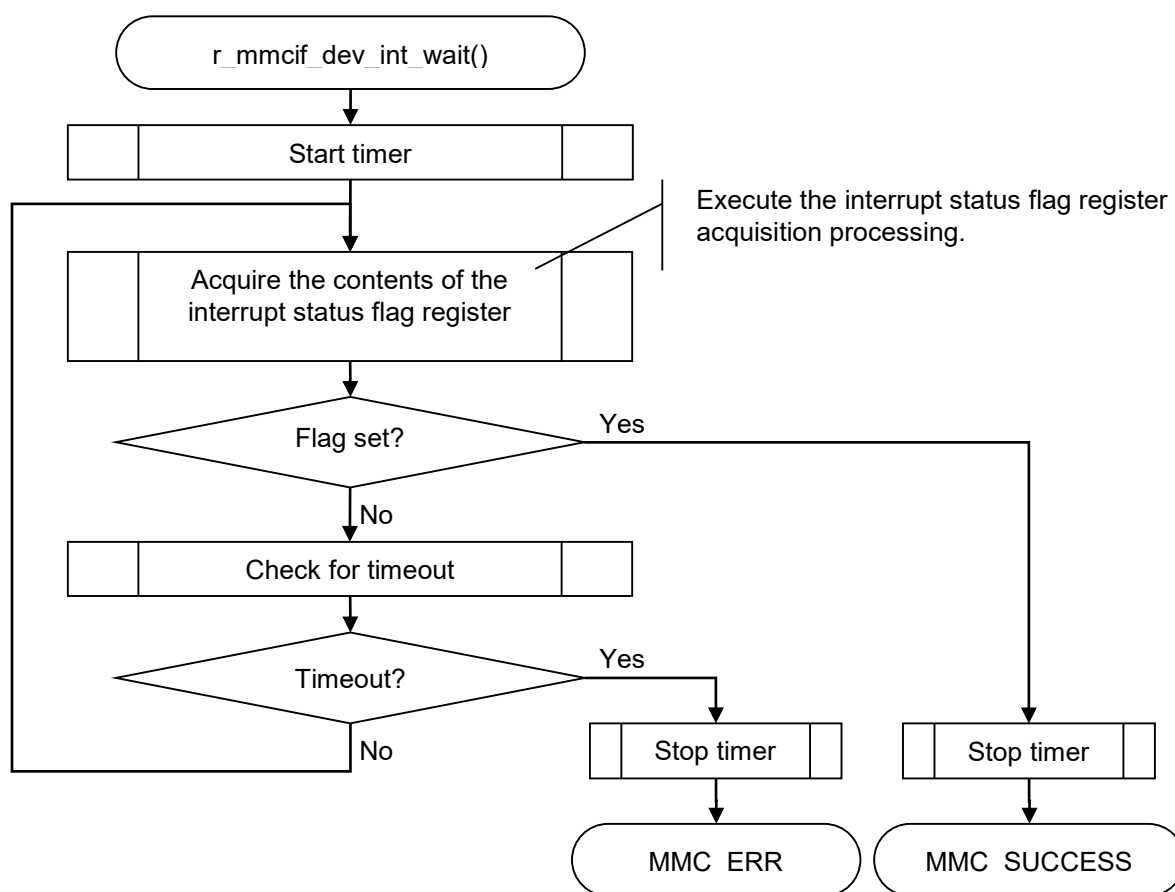 r_mmcif_dev_int_wait()
Start timer
Execute the interrupt status flag register
acquisition processing.
Acquire the contents of the
interrupt status flag register
Flag set?
Yes
No
Check for timeout
Timeout?
Yes
No
Stop timer
Stop timer
MMC_ERR
MMC_SUCCESS